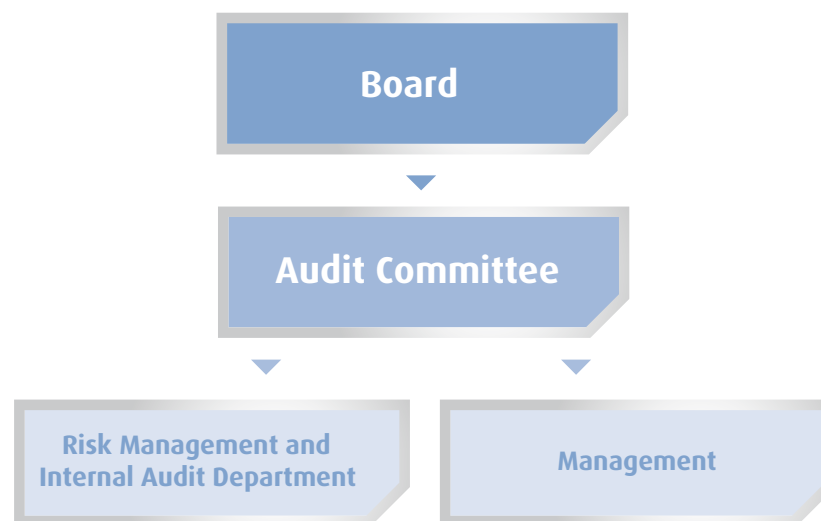 Board
Audit Committee
Risk Management and
Internal Audit Department
Management